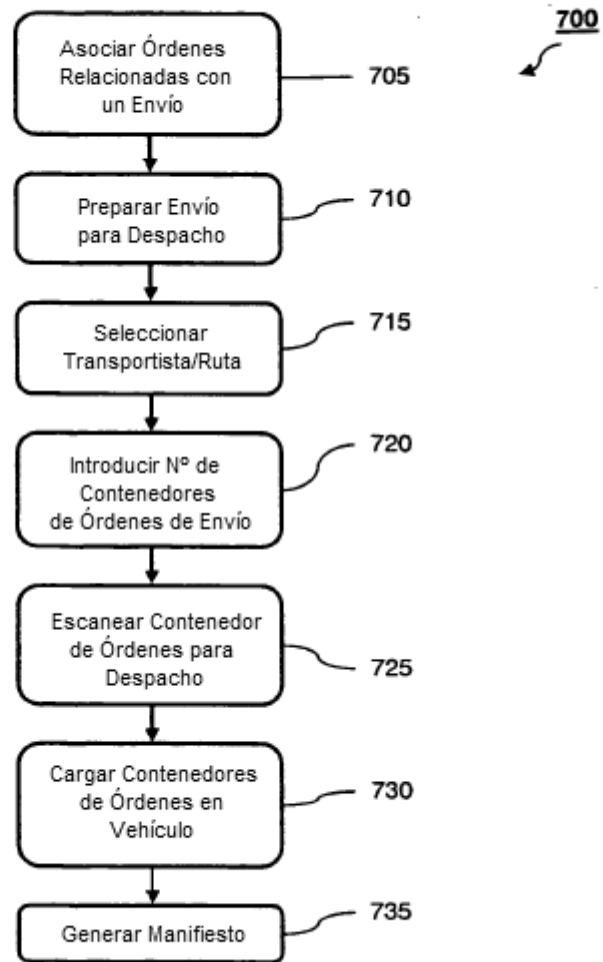 700
Asociar Órdenes
Relacionadas con
un Envío
705
Preparar Envío
para Despacho
710
Seleccionar
Transportista/Ruta
715
Introducir Nº de
Contenedores
de Órdenes de Envío
720
Escanear Contenedor
de Órdenes para
Despacho
725
Cargar Contenedores
de Órdenes en
Vehículo
730
Generar Manifiesto
735